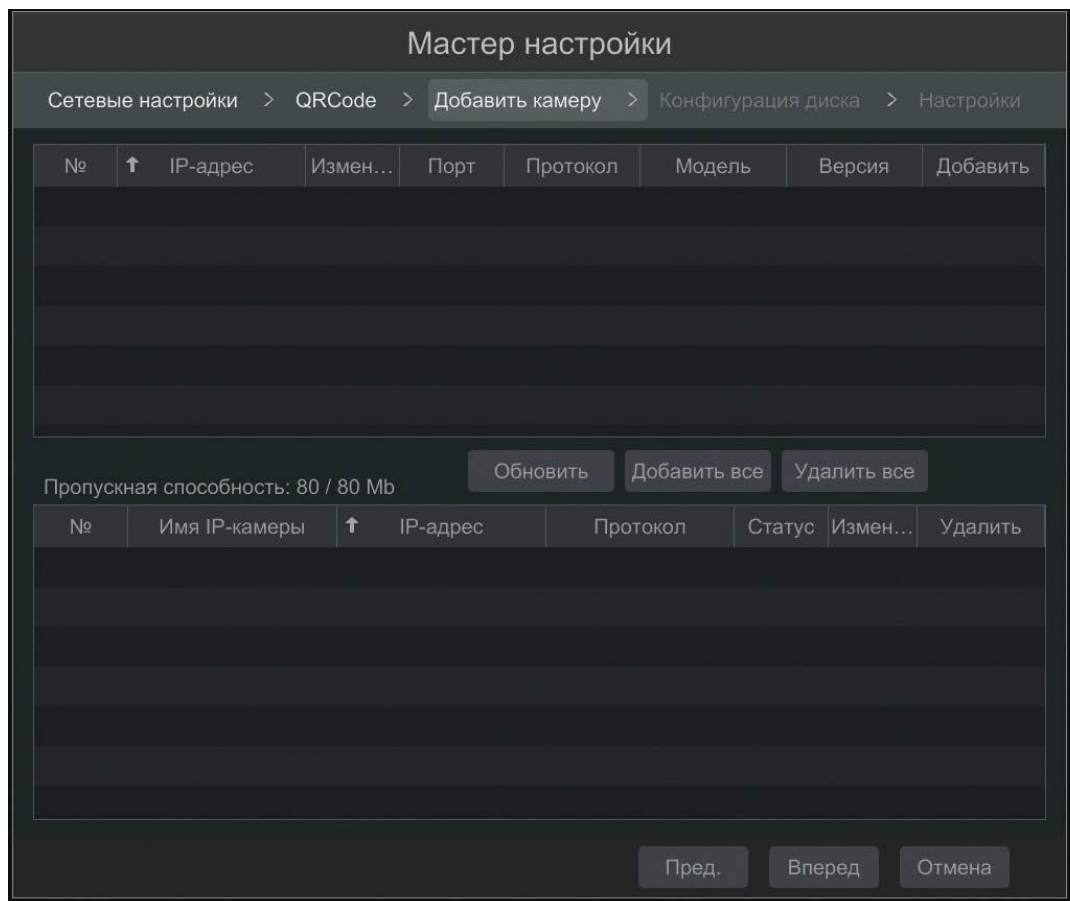 Мастер настройки
Сетевые настройки > QRCode > Добавить камеру > Конфигурация диска > Настройки
№ ↑ IP-адрес Измен... Порт Протокол Модель Версия Добавить
Обновить Добавить все Удалить все
Пропускная способность: 80 / 80 Mb
№ Имя IP-камеры ↑ IP-адрес Протокол Статус Измен... Удалить
Пред. Вперед Отмена